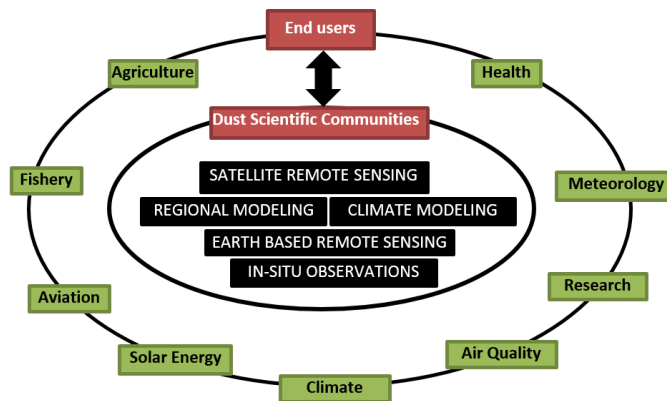 End users
Agriculture
Health
Dust Scientific Communities
Fishery
SATELLITE REMOTE SENSING
Meteorology
REGIONAL MODELING
CLIMATE MODELING
EARTH BASED REMOTE SENSING
IN-SITU OBSERVATIONS
Aviation
Research
Solar Energy
Air Quality
Climate